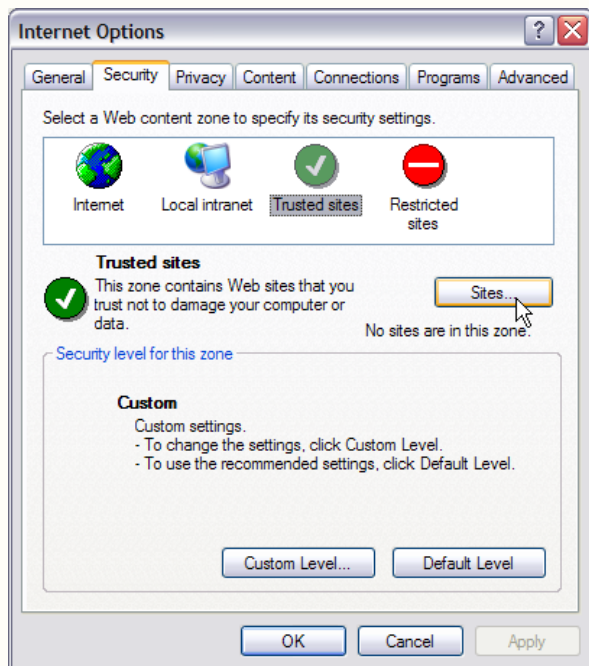 Internet Options
General Security Privacy Content Connections Programs Advanced
Select a Web content zone to specify its security settings.
Internet Local intranet Trusted sites Restricted
sites
Trusted sites
This zone contains Web sites that you
trust not to damage your computer or
data.
Sites...
No sites are in this zone.
Security level for this zone
Custom
Custom settings.
- To change the settings, click Custom Level.
- To use the recommended settings, click Default Level.
Custom Level... Default Level
OK Cancel Apply